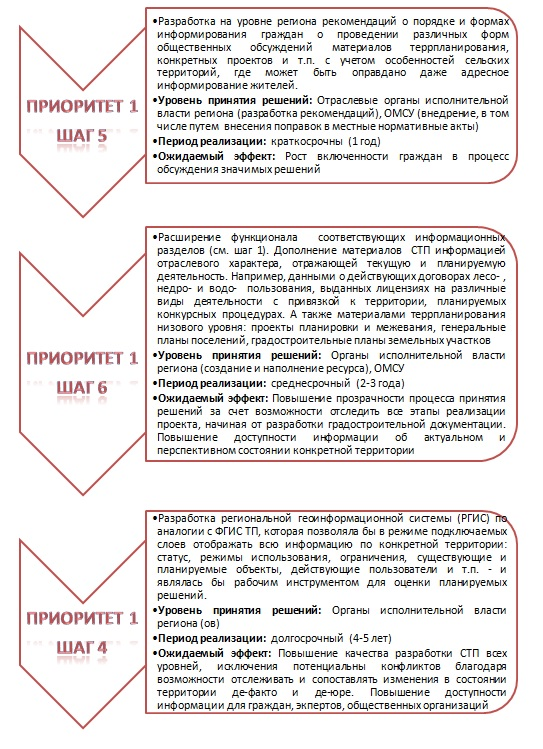 •Разработка на уровне региона рекомендаций о порядке и формах
информирования граждан о проведении различных форм
общественных обсуждений материалов террпланирования,
конкретных проектов и т.п. с учетом особенностей сельских
территорий, где может быть оправдано даже адресное
информирование жителей.
•Уровень принятия решений: Отраслевые органы исполнительной
власти региона (разработка рекомендаций), ОМСУ (внедрение, в том
числе путем внесения поправок в местные нормативные акты)
•Период реализации: краткосрочны (1 год)
•Ожидаемый эффект: Рост включенности граждан в процесс
обсуждения значимых решений
ПРИОРИТЕТ 1
ШАГ 5
•Расширение функционала соответствующих информационных
разделов (см. шаг 1). Дополнение материалов СТП информацией
отраслевого характера, отражающей текущую и планируемую
деятельность. Например, данными о действующих договорах лесо- ,
недро- и водо- пользования, выданных лицензиях на различные
виды деятельности с привязкой к территории, планируемых
конкурсных процедурах. А также материалами террпланирования
низового уровня: проекты планировки и межевания, генеральные
планы поселений, градостроительные планы земельных участков
•Уровень принятия решений: Органы исполнительной власти
региона (создание и наполнение ресурса), ОМСУ
•Период реализации: среднесрочный (2-3 года)
•Ожидаемый эффект: Повышение прозрачности процесса принятия
решений за счет возможности отследить все этапы реализации
проекта, начиная от разработки градостроительной документации.
Повышение доступности информации об актуальном и
перспективном состоянии конкретной территории
ПРИОРИТЕТ 1
ШАГ 6
•Разработка региональной геоинформационной системы (РГИС) по
аналогии с ФГИС ТП, которая позволяла бы в режиме подключаемых
слоев отображать всю информацию по конкретной территории:
статус, режимы использования, ограничения, существующие и
планируемые объекты, действующие пользователи и т.п. - и
являлась бы рабочим инструментом для оценки планируемых
решений.
•Уровень принятия решений: Органы исполнительной власти
региона (ов)
•Период реализации: долгосрочный (4-5 лет)
•Ожидаемый эффект: Повышение качества разработки СТП всех
уровней, исключения потенциальны конфликтов благодаря
возможности отслеживать и сопоставлять изменения в состоянии
территории де-факто и де-юре. Повышение доступности
информации для граждан, экпертов, общественных организаций
ПРИОРИТЕТ 1
ШАГ 4